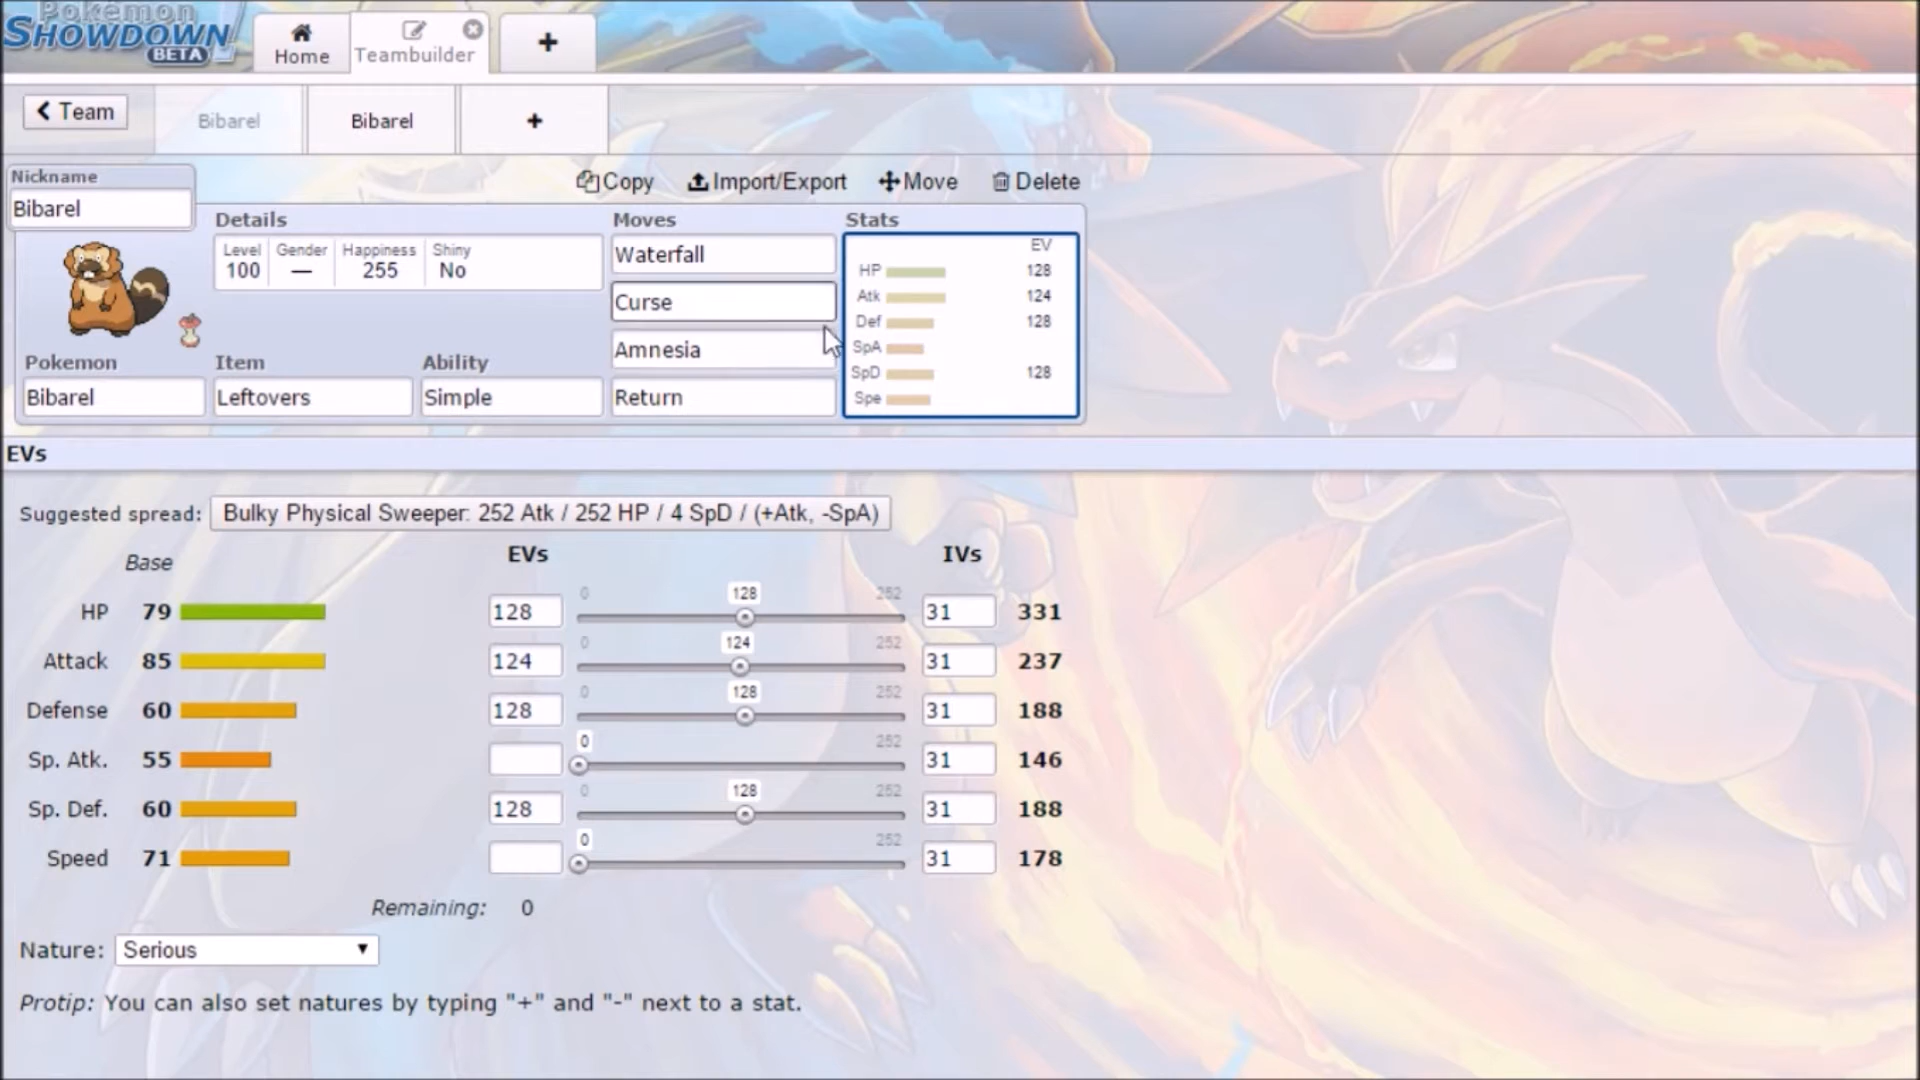 Pokémon
SHOWDOWN
BETA
Home
Teambuilder
+
Team
Bibarel
Bibarel
+
Copy
Import/Export
Move
Delete
Nickname
Bibarel
Details
Level
100
Gender
—
Happiness
255
Shiny
No
Pokemon
Bibarel
Item
Leftovers
Ability
Simple
Moves
Waterfall
Curse
Amnesia
Return
Stats
EV
HP 128
Atk 124
Def 128
SpA
SpD 128
Spe
EVs
Suggested spread: Bulky Physical Sweeper: 252 Atk / 252 HP / 4 SpD / (+Atk, -SpA)
Base EVs IVs
0 128 252
HP 79 128 31 331
0 124 252
Attack 85 124 31 237
0 128 252
Defense 60 128 31 188
0 252
Sp. Atk. 55 31 146
0 128 252
Sp. Def. 60 128 31 188
0 252
Speed 71 31 178
Remaining: 0
Nature: Serious
Protip: You can also set natures by typing "+" and "-" next to a stat.